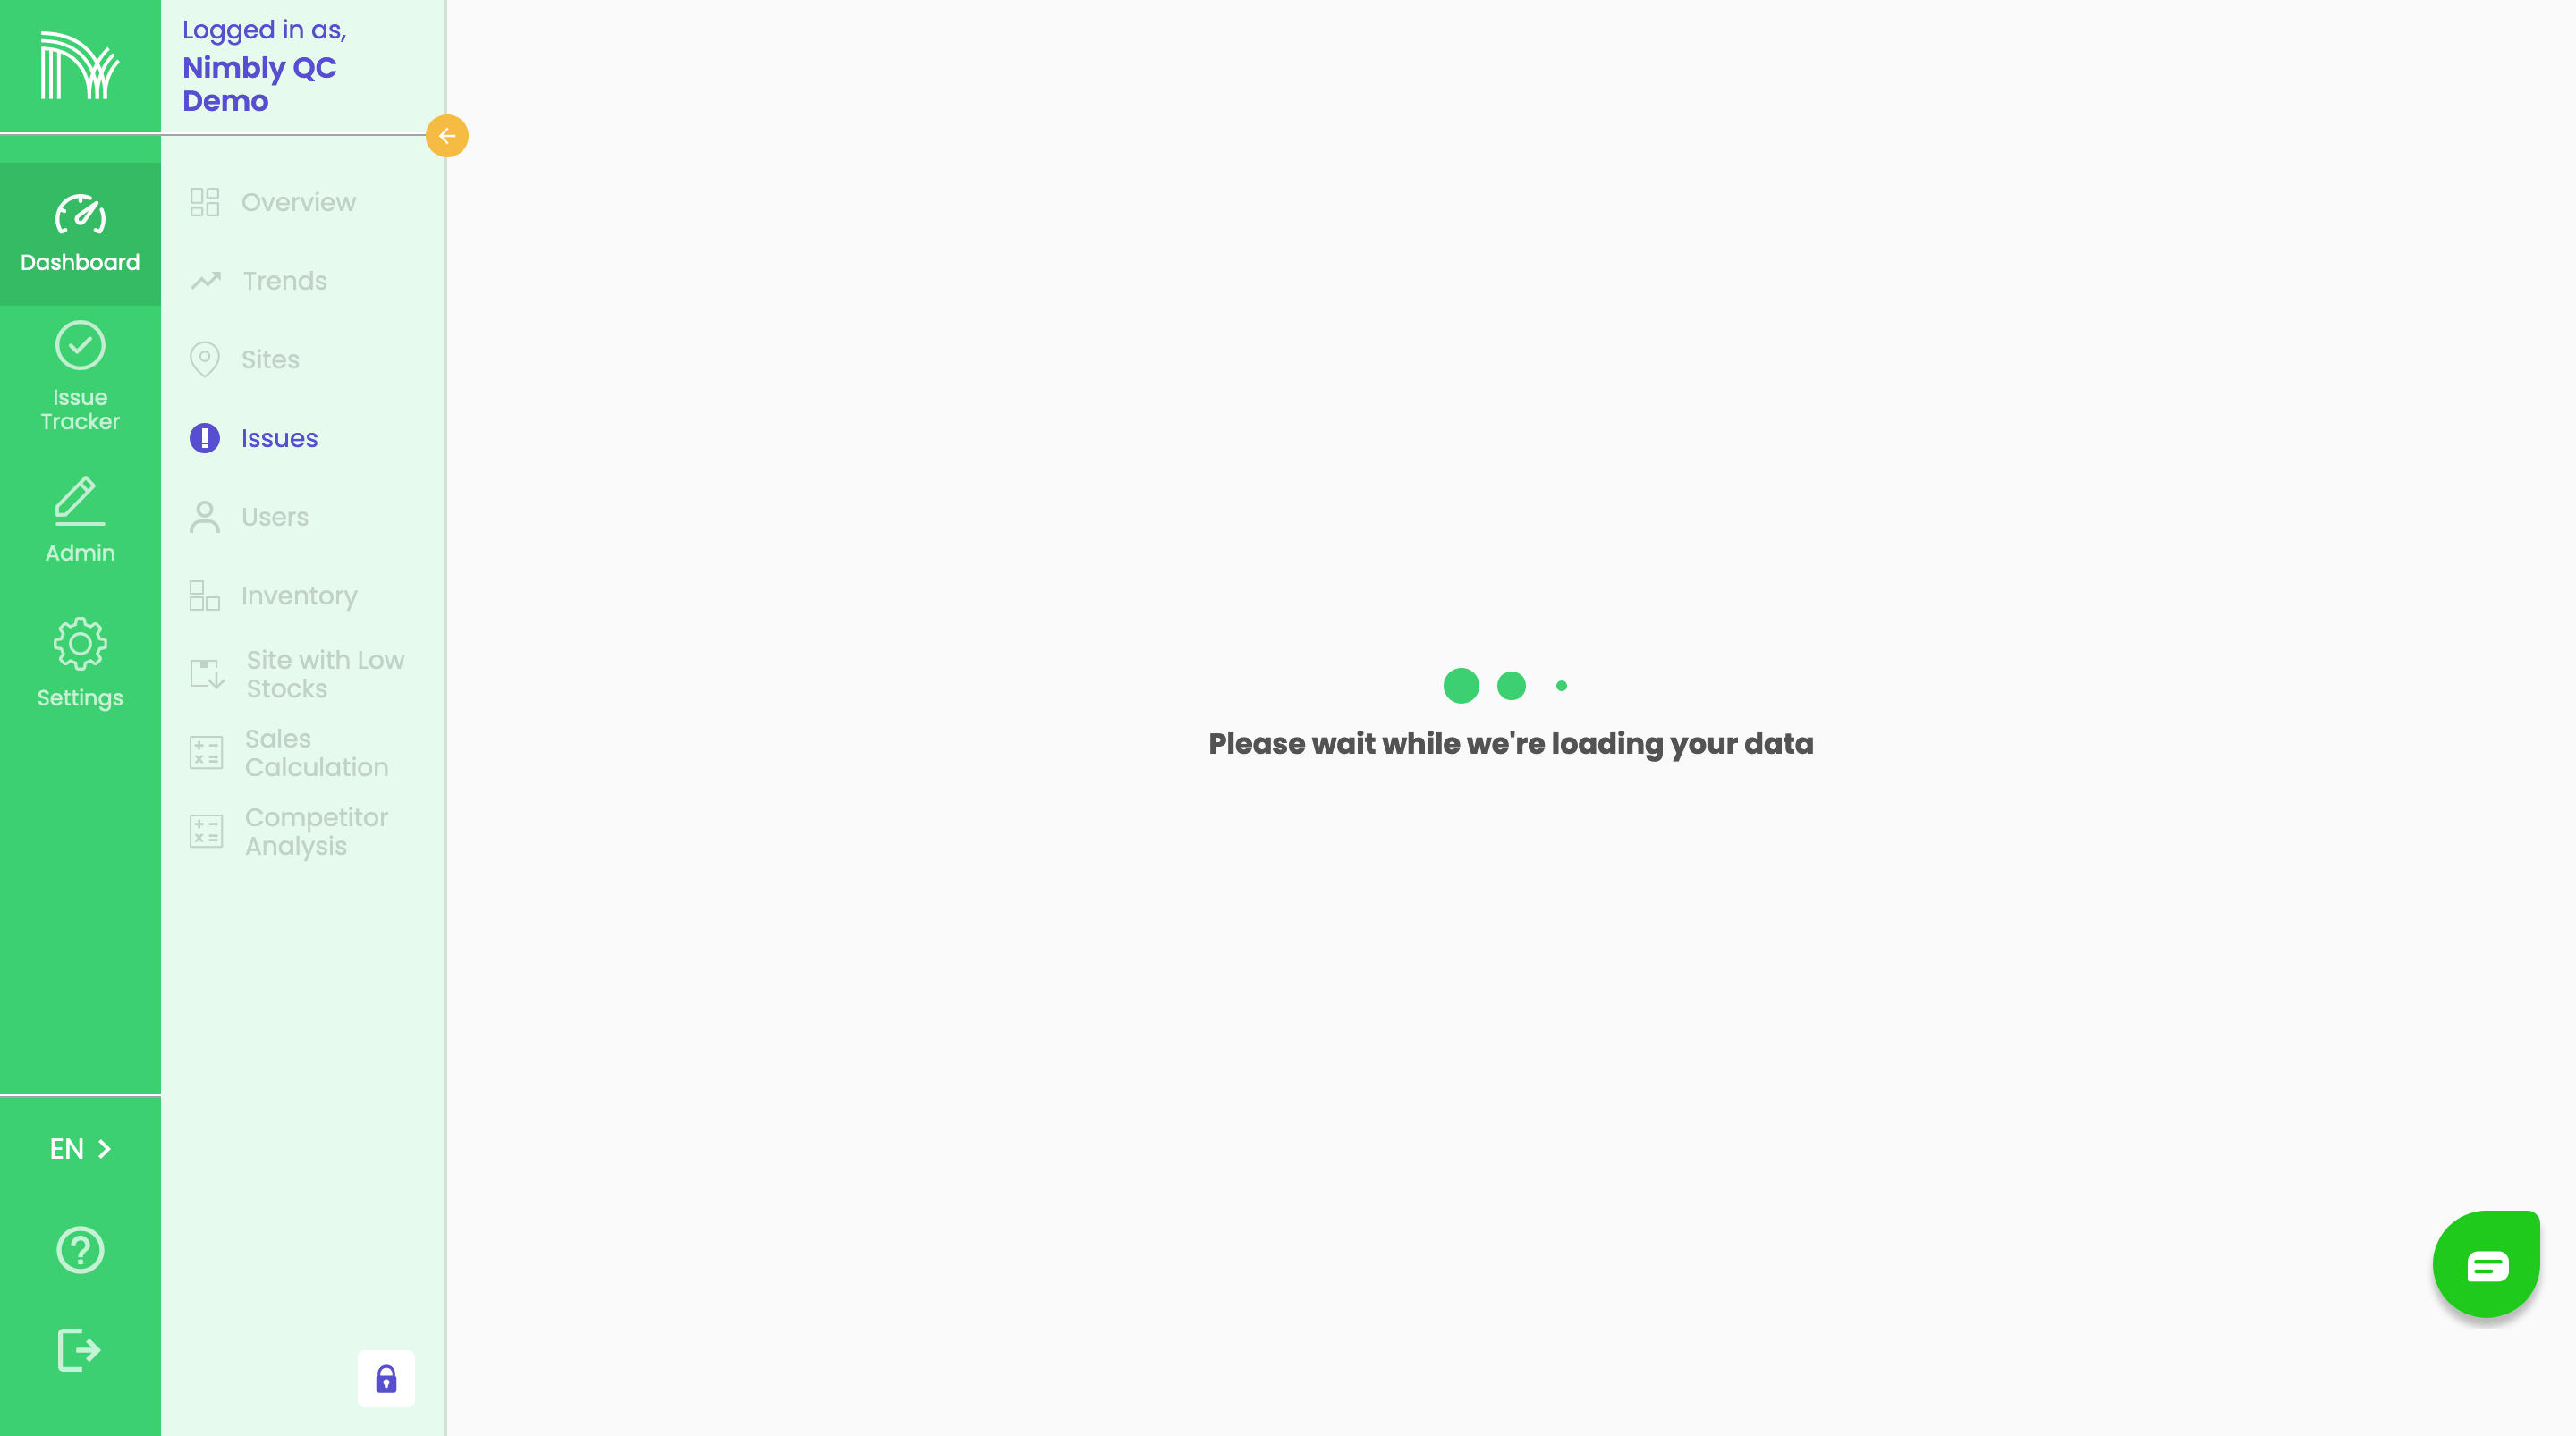 Logged in as,
Nimbly QC
Demo
Dashboard
Issue
Tracker
Admin
Settings
EN
Overview
Trends
Sites
Issues
Users
Inventory
Site with Low
Stocks
Sales
Calculation
Competitor
Analysis
Please wait while we're loading your data